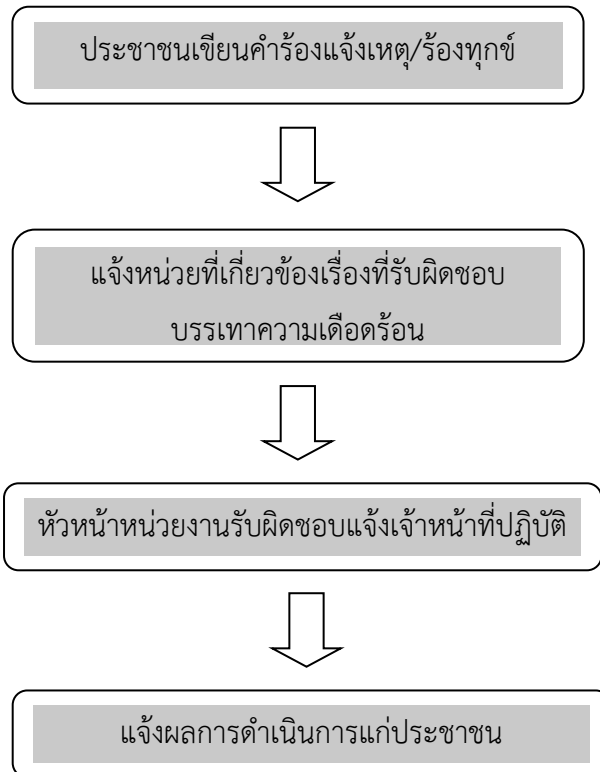 ประชาชนเขียนคำร้องแจ้งเหตุ/ร้องทุกข์
แจ้งหน่วยที่เกี่ยวข้องเรื่องที่รับผิดชอบ
บรรเทาความเดือดร้อน
หัวหน้าหน่วยงานรับผิดชอบแจ้งเจ้าหน้าที่ปฏิบัติ
แจ้งผลการดำเนินการแก่ประชาชน